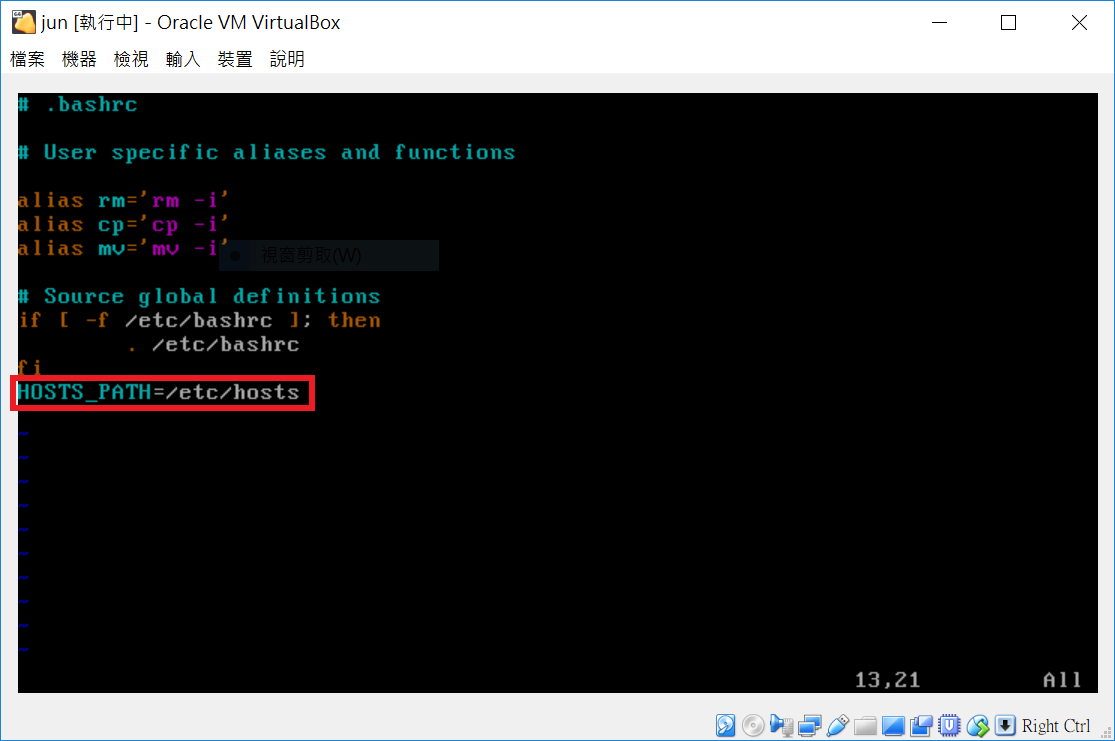 jun [執行中] - Oracle VM VirtualBox
檔案 機器 檢視 輸入 裝置 說明
# .bashrc
# User specific aliases and functions
alias rm='rm -i'
alias cp='cp -i'
alias mv='mv -i'
視窗剪取(W)
# Source global definitions
if [ -f /etc/bashrc ]; then
        . /etc/bashrc
fi
HOSTS_PATH=/etc/hosts
~
~
~
~
~
~
~
~
~
~
13,21 All
Right Ctrl